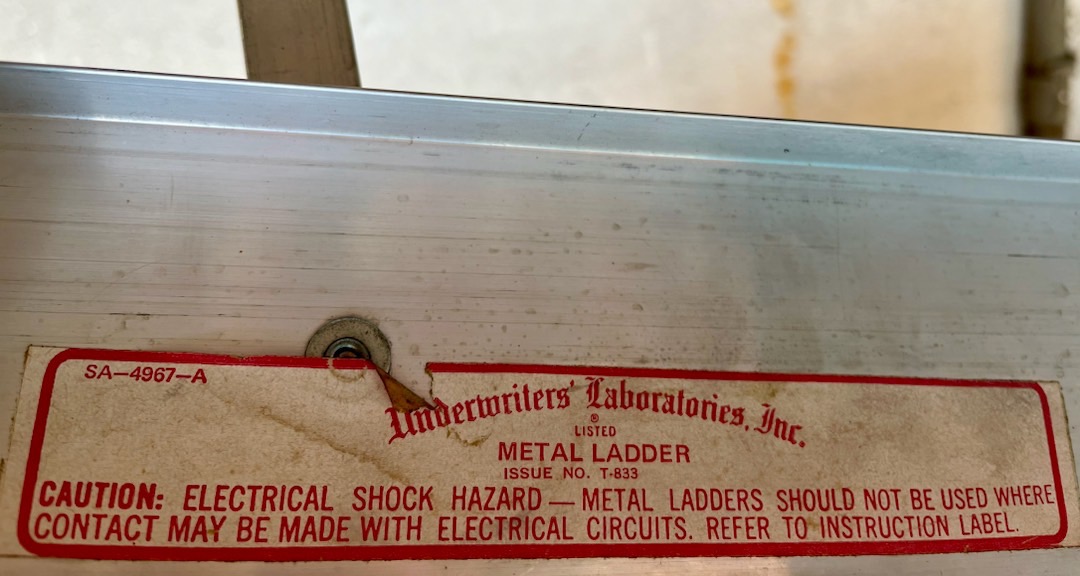 SA-4967-A
Underwriters' Laboratories, Inc.
®
LISTED
METAL LADDER
ISSUE NO. T-833
CAUTION: ELECTRICAL SHOCK HAZARD — METAL LADDERS SHOULD NOT BE USED WHERE
CONTACT MAY BE MADE WITH ELECTRICAL CIRCUITS. REFER TO INSTRUCTION LABEL.